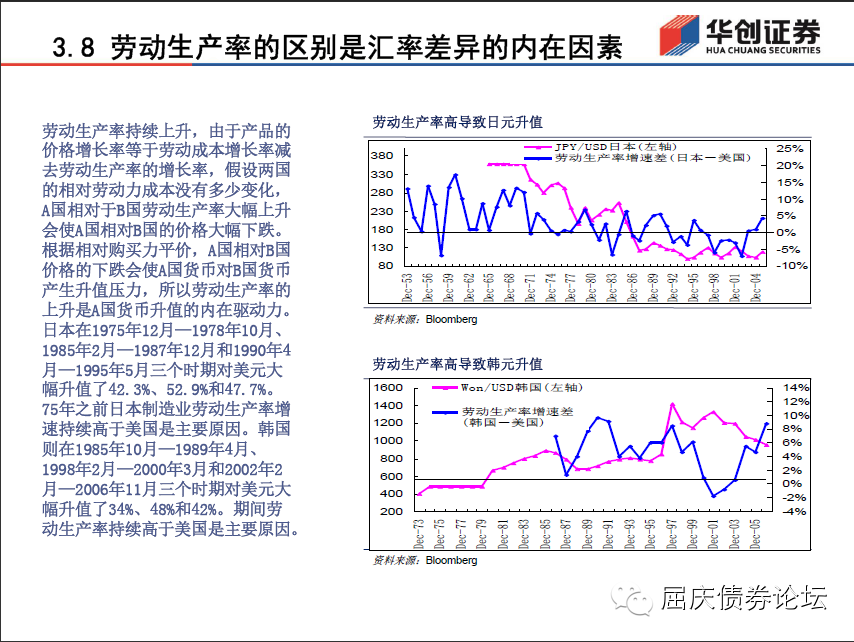 3.8 劳动生产率的区别是汇率差异的内在因素
华创证券
HUA CHUANG SECURITIES
劳动生产率持续上升，由于产品的
价格增长率等于劳动成本增长率减
去劳动生产率的增长率，假设两国
的相对劳动力成本没有多少变化，
A国相对于B国劳动生产率大幅上升
会使A国相对B国的价格大幅下跌。
根据相对购买力平价，A国相对B国
价格的下跌会使A国货币对B国货币
产生升值压力，所以劳动生产率的
上升是A国货币升值的内在驱动力。
日本在1975年12月—1978年10月、
1985年2月—1987年12月和1990年4
月—1995年5月三个时期对美元大
幅升值了42.3%、52.9%和47.7%。
75年之前日本制造业劳动生产率增
速持续高于美国是主要原因。韩国
则在1985年10月—1989年4月、
1998年2月—2000年3月和2002年2
月—2006年11月三个时期对美元大
幅升值了34%、48%和42%。期间劳
动生产率持续高于美国是主要原因。
劳动生产率高导致日元升值
JPY/USD日本(左轴)
劳动生产率增速差(日本－美国)
380
330
280
230
180
130
80
25%
20%
15%
10%
5%
0%
-5%
-10%
Dec-53
Dec-56
Dec-59
Dec-62
Dec-65
Dec-68
Dec-71
Dec-74
Dec-77
Dec-80
Dec-83
Dec-86
Dec-89
Dec-92
Dec-95
Dec-98
Dec-01
Dec-04
资料来源：Bloomberg
劳动生产率高导致韩元升值
Won/USD韩国(左轴)
劳动生产率增速差
(韩国－美国)
1600
1400
1200
1000
800
600
400
200
14%
12%
10%
8%
6%
4%
2%
0%
-2%
-4%
Dec-73
Dec-75
Dec-77
Dec-79
Dec-81
Dec-83
Dec-85
Dec-87
Dec-89
Dec-91
Dec-93
Dec-95
Dec-97
Dec-99
Dec-01
Dec-03
Dec-05
资料来源：Bloomberg
屈庆债券论坛